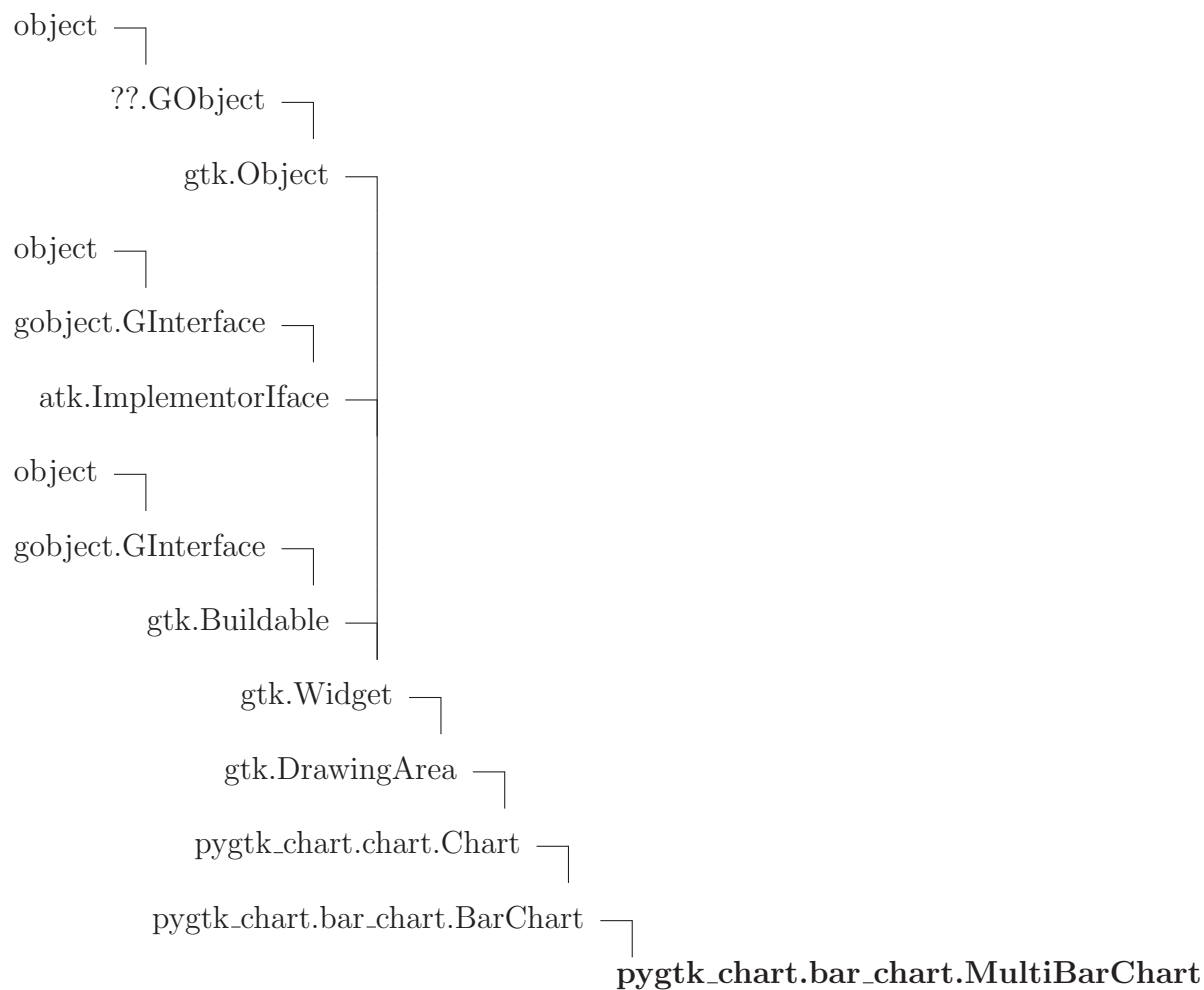 object
??.GObject
gtk.Object
object
gobject.GInterface
atk.ImplementorIface
object
gobject.GInterface
gtk.Buildable
gtk.Widget
gtk.DrawingArea
pygtk_chart.chart.Chart
pygtk_chart.bar_chart.BarChart
pygtk_chart.bar_chart.MultiBarChart